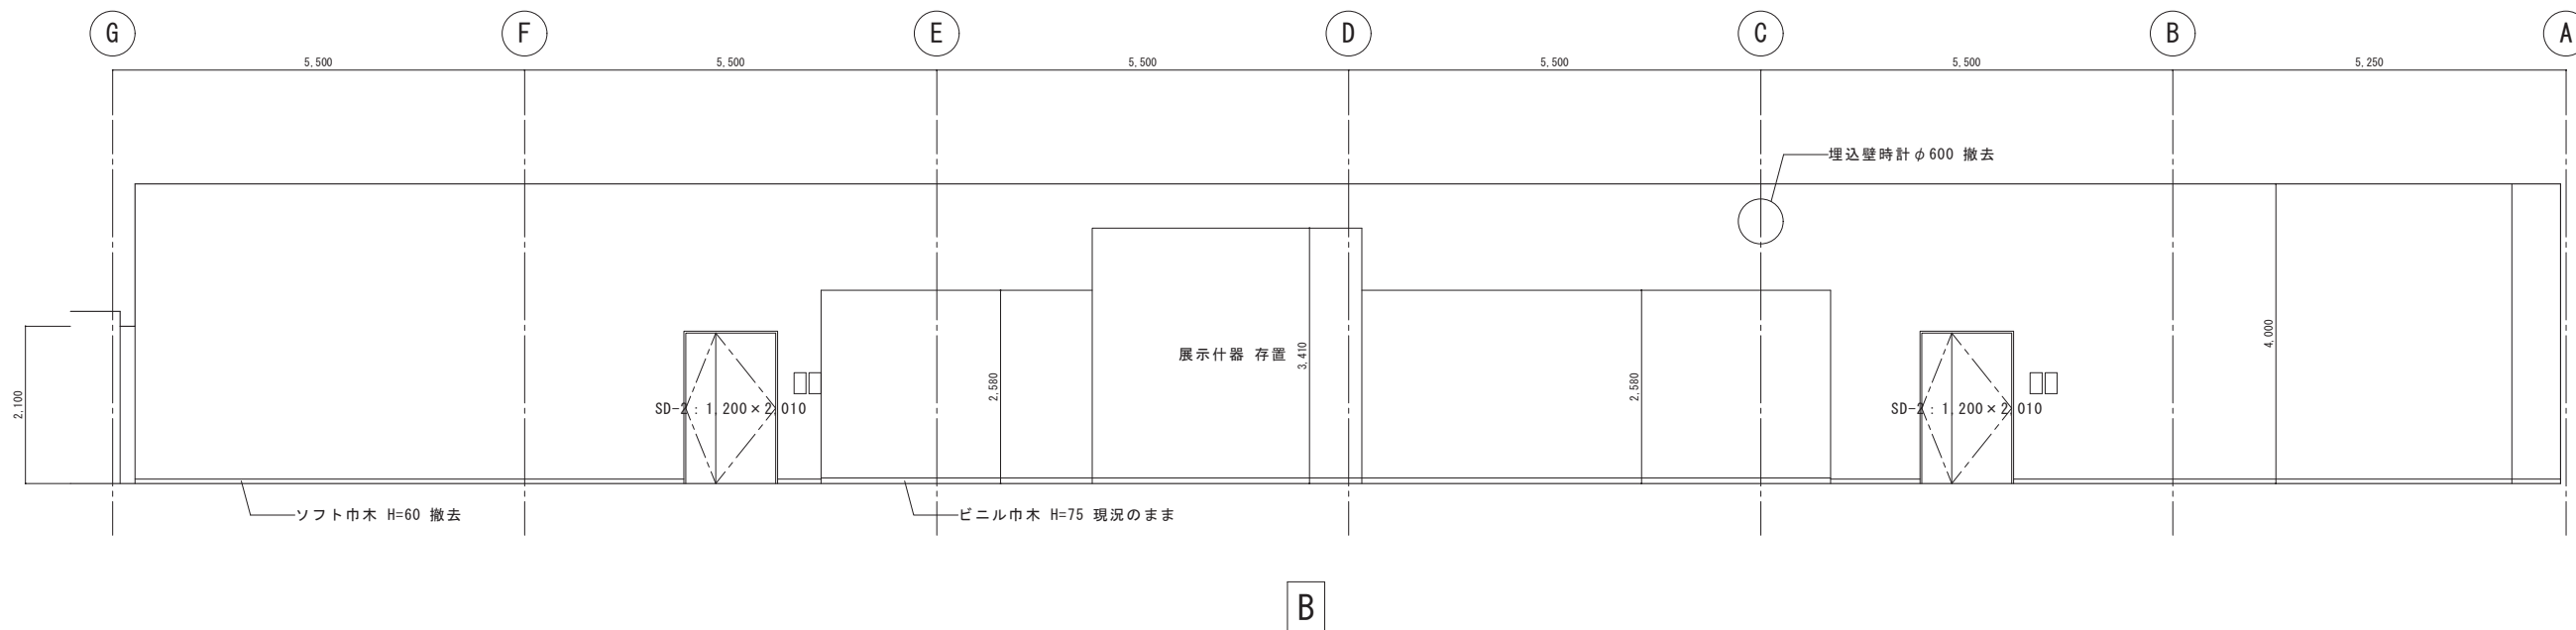 G F E D C B A
5,500 5,500 5,500 5,500 5,500 5,250
埋込壁時計φ600 撤去
展示什器 存置
3,410
4,000
2,100
2,580
2,580
SD-2：1,200×2,010
SD-2：1,200×2,010
ソフト巾木 H=60 撤去
ビニル巾木 H=75 現況のまま
B